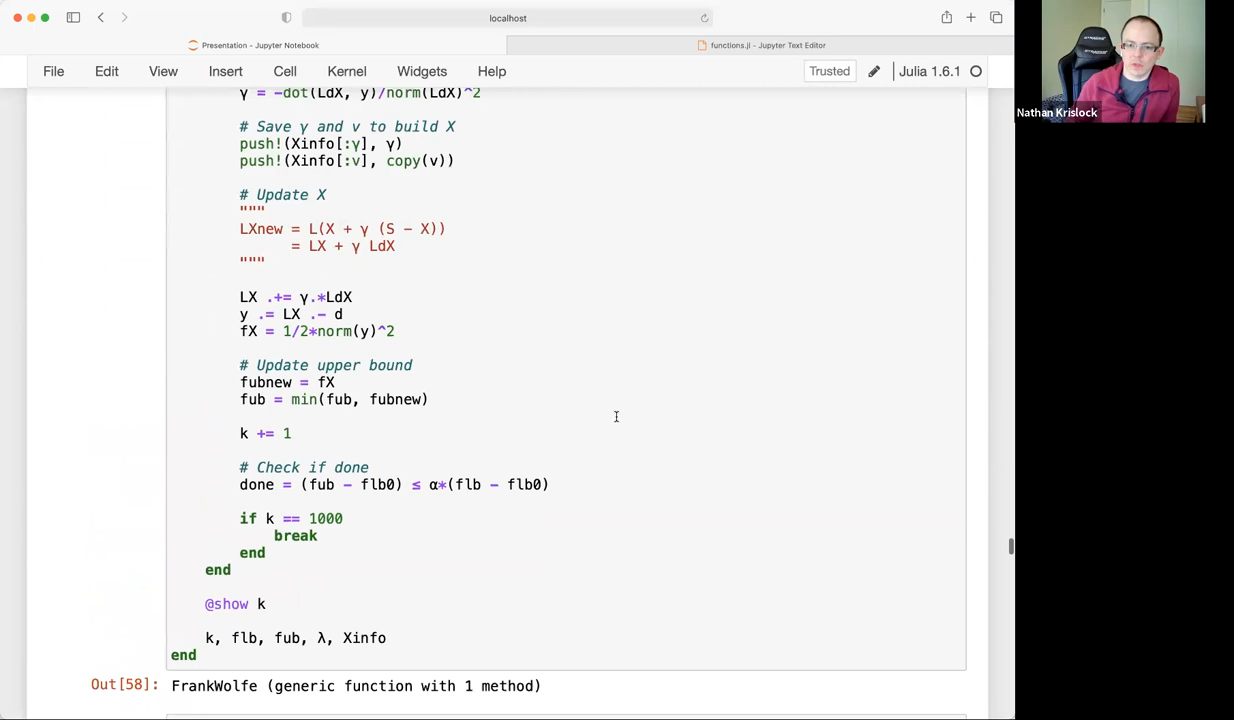 localhost
Presentation - Jupyter Notebook
functions.jl - Jupyter Text Editor
File Edit View Insert Cell Kernel Widgets Help Trusted Julia 1.6.1
γ = -dot(LdX, y)/norm(LdX)^2
# Save γ and v to build X
push!(Xinfo[:γ], γ)
push!(Xinfo[:v], copy(v))
# Update X
"""
LXnew = L(X + γ (S - X))
= LX + γ LdX
"""
LX .+= γ.*LdX
y .= LX .- d
fX = 1/2*norm(y)^2
# Update upper bound
fubnew = fX
fub = min(fub, fubnew)
k += 1
# Check if done
done = (fub - flb0) ≤ α*(flb - flb0)
if k == 1000
break
end
end
@show k
k, flb, fub, λ, Xinfo
end
Out[58]: FrankWolfe (generic function with 1 method)
Nathan Krislock